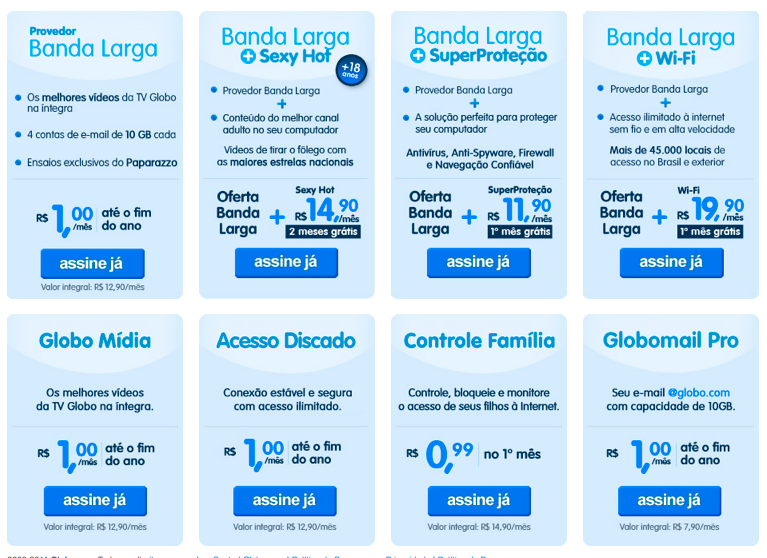 Provedor
Banda Larga
Os melhores vídeos da TV Globo
na íntegra
4 contas de e-mail de 10 GB cada
Ensaios exclusivos do Paparazzo
R$ 1,00 /mês até o fim
do ano
assine já
Valor integral: R$ 12,90/mês
Banda Larga
+ Sexy Hot
+18
anos
Provedor Banda Larga
+
Conteúdo do melhor canal
adulto no seu computador
Vídeos de tirar o fôlego com
as maiores estrelas nacionais
Oferta
Banda
Larga
+
Sexy Hot
R$ 14,90 /mês
2 meses grátis
assine já
Banda Larga
+ SuperProteção
Provedor Banda Larga
+
A solução perfeita para proteger
seu computador
Antivírus, Anti-Spyware, Firewall
e Navegação Confiável
Oferta
Banda
Larga
+
SuperProteção
R$ 11,90 /mês
1º mês grátis
assine já
Banda Larga
+ Wi-Fi
Provedor Banda Larga
+
Acesso ilimitado à internet
sem fio e em alta velocidade
Mais de 45.000 locais de
acesso no Brasil e exterior
Oferta
Banda
Larga
+
Wi-Fi
R$ 19,90 /mês
1º mês grátis
assine já
Globo Mídia
Os melhores vídeos
da TV Globo na íntegra.
R$ 1,00 /mês até o fim
do ano
assine já
Valor integral: R$ 12,90/mês
Acesso Discado
Conexão estável e segura
com acesso ilimitado.
R$ 1,00 /mês até o fim
do ano
assine já
Valor integral: R$ 12,90/mês
Controle Família
Controle, bloqueie e monitore
o acesso de seus filhos à Internet.
R$ 0,99 no 1º mês
assine já
Valor integral: R$ 14,90/mês
Globomail Pro
Seu e-mail @globo.com
com capacidade de 10GB.
R$ 1,00 /mês até o fim
do ano
assine já
Valor integral: R$ 7,90/mês